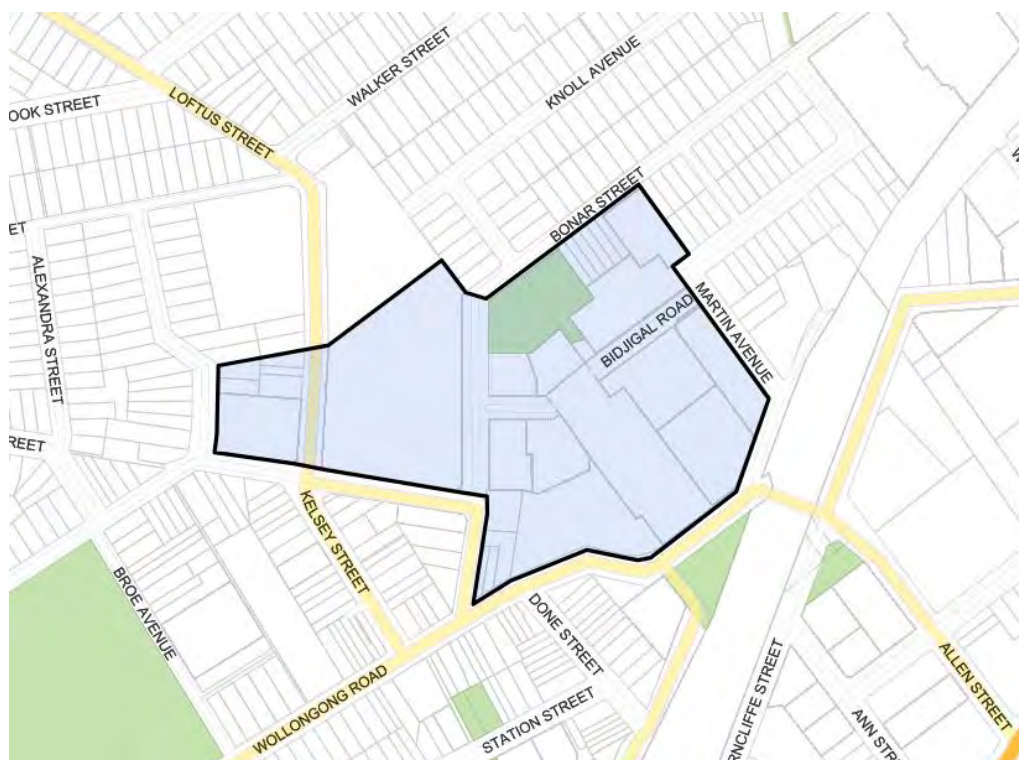 WALKER STREET
KNOLL AVENUE
OOK STREET
LOFTUS STREET
BONAR STREET
ET
ALEXANDRA STREET
MARTIN AVENUE
BIDJIGAL ROAD
REET
KELSEY STREET
BROE AVENUE
DONE STREET
WOLLONGONG ROAD
STATION STREET
RNCLIFFE STREET
ALLEN STREET
ANN STR